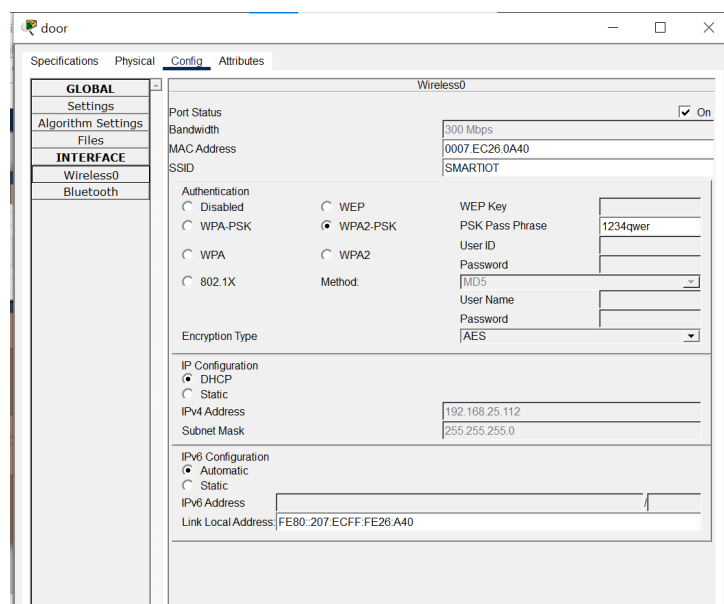 door
Specifications Physical Config Attributes
GLOBAL
Settings
Algorithm Settings
Files
INTERFACE
Wireless0
Bluetooth
Wireless0
Port Status On
Bandwidth 300 Mbps
MAC Address 0007.EC26.0A40
SSID SMARTIOT
Authentication
Disabled WEP WEP Key
WPA-PSK WPA2-PSK PSK Pass Phrase 1234qwer
User ID
WPA WPA2
Password
802.1X Method: MD5
User Name
Password
Encryption Type AES
IP Configuration
DHCP
Static
IPv4 Address 192.168.25.112
Subnet Mask 255.255.255.0
IPv6 Configuration
Automatic
Static
IPv6 Address /
Link Local Address: FE80::207:ECFF:FE26:A40